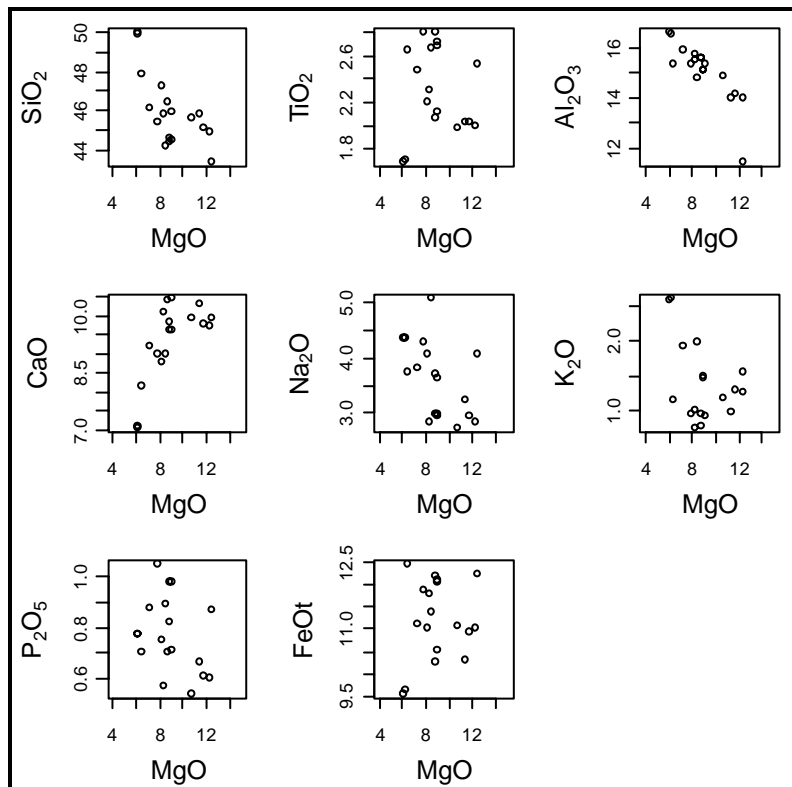 SiO₂
44 46 48 50
4 8 12
MgO
TiO₂
1.8 2.2 2.6
4 8 12
MgO
Al₂O₃
12 14 16
4 8 12
MgO
CaO
7.0 8.5 10.0
4 8 12
MgO
Na₂O
3.0 4.0 5.0
4 8 12
MgO
K₂O
1.0 2.0
4 8 12
MgO
P₂O₅
0.6 0.8 1.0
4 8 12
MgO
FeOt
9.5 11.0 12.5
4 8 12
MgO